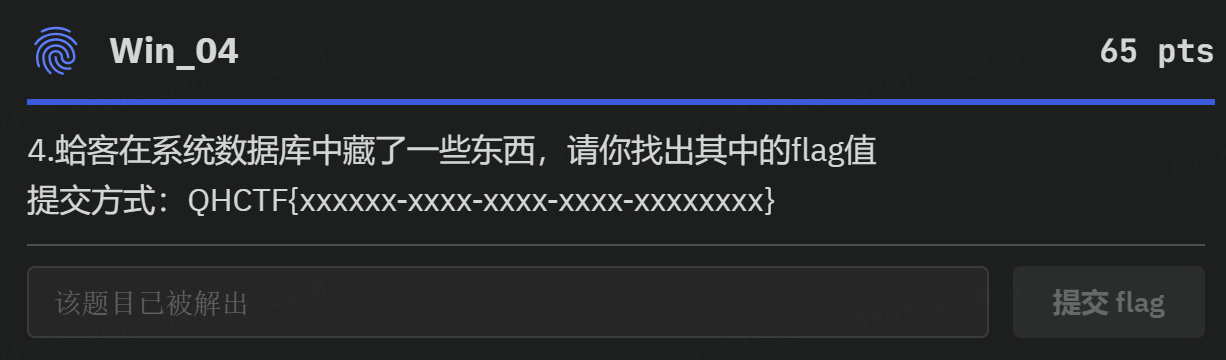 Win_04
65 pts
4.蛤客在系统数据库中藏了一些东西，请你找出其中的flag值
提交方式：QHCTF{xxxxxx-xxxx-xxxx-xxxx-xxxxxxxx}
该题目已被解出
提交 flag